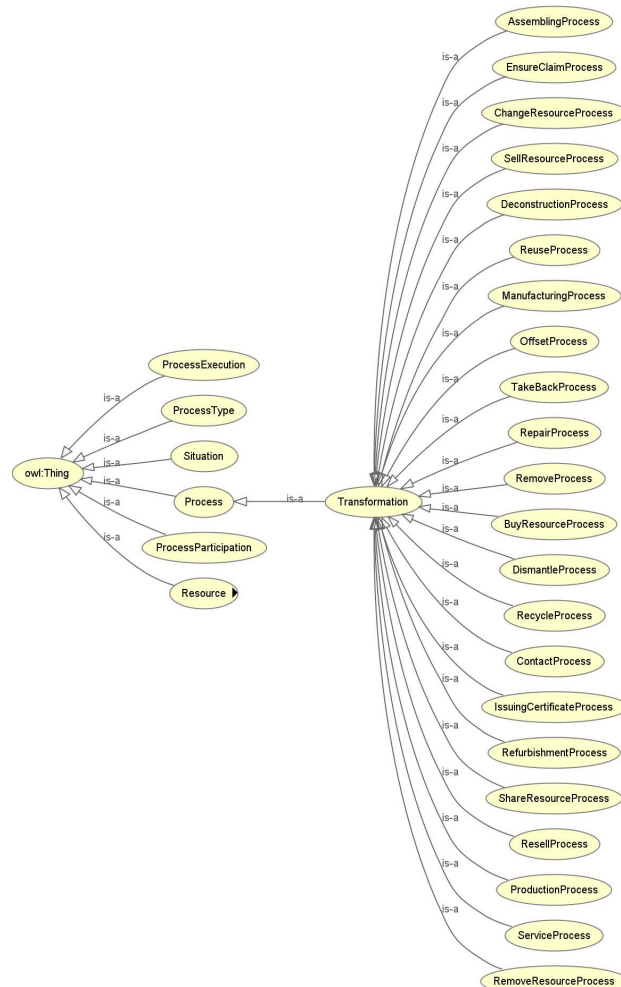 AssemblingProcess
is-a
EnsureClaimProcess
is-a
ChangeResourceProcess
is-a
SellResourceProcess
is-a
DeconstructionProcess
is-a
ReuseProcess
is-a
ManufacturingProcess
is-a
OffsetProcess
is-a
TakeBackProcess
is-a
RepairProcess
is-a
RemoveProcess
is-a
BuyResourceProcess
is-a
DismantleProcess
is-a
RecycleProcess
is-a
ContactProcess
is-a
IssuingCertificateProcess
is-a
RefurbishmentProcess
is-a
ShareResourceProcess
is-a
ResellProcess
is-a
ProductionProcess
is-a
ServiceProcess
is-a
RemoveResourceProcess
is-a
Transformation
is-a
ProcessExecution
is-a
ProcessType
is-a
Situation
is-a
Process
is-a
ProcessParticipation
is-a
Resource
is-a
owl:Thing